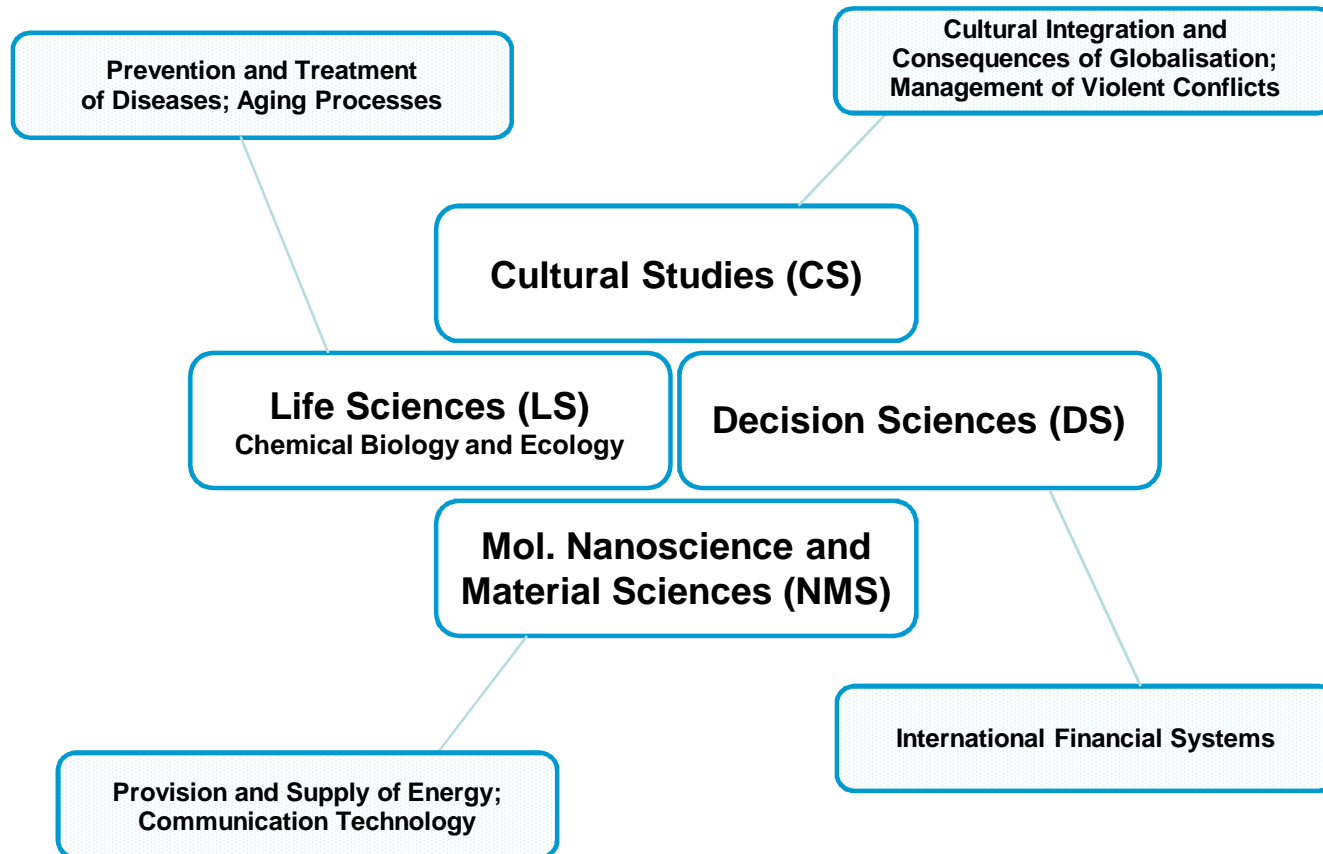 Prevention and Treatment
of Diseases; Aging Processes
Cultural Integration and
Consequences of Globalisation;
Management of Violent Conflicts
Cultural Studies (CS)
Life Sciences (LS)
Chemical Biology and Ecology
Decision Sciences (DS)
Mol. Nanoscience and
Material Sciences (NMS)
International Financial Systems
Provision and Supply of Energy;
Communication Technology